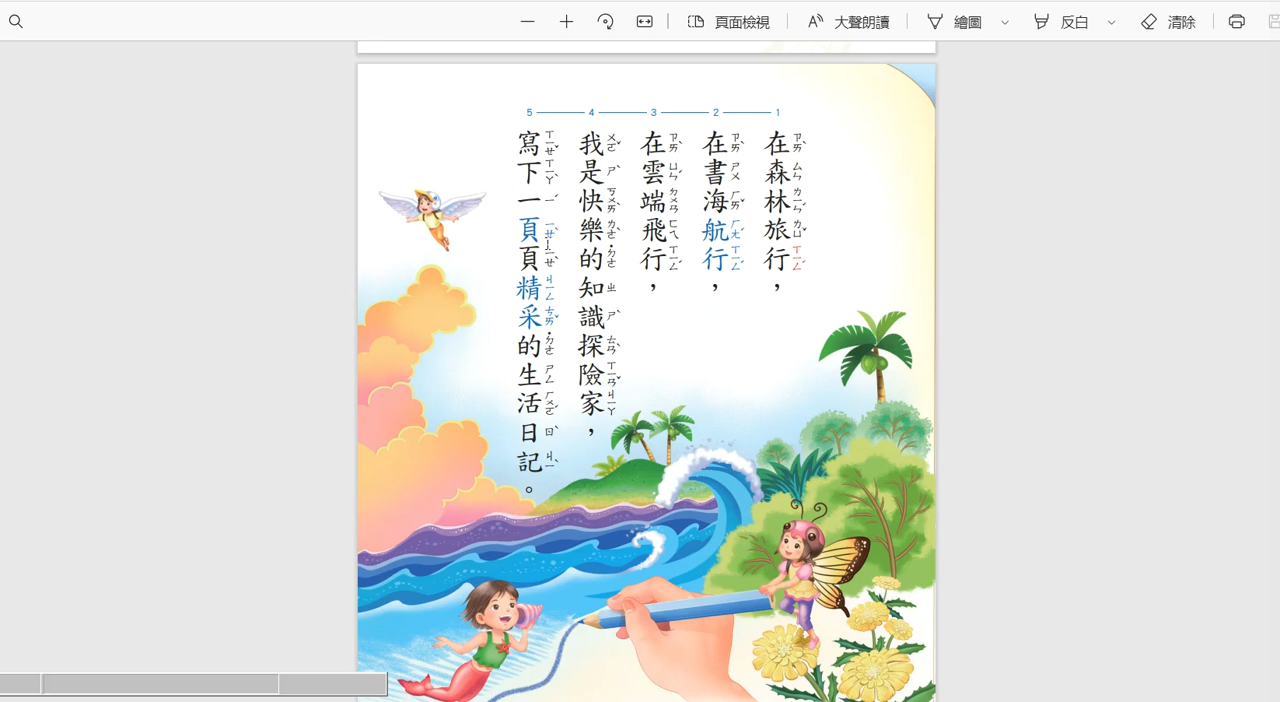 頁面檢視 大聲朗讀 繪圖 反白 清除
5 4 3 2 1
在森林旅行，
在書海航行，
在雲端飛行，
我是快樂的知識探險家，
寫下一頁頁精采的生活日記。